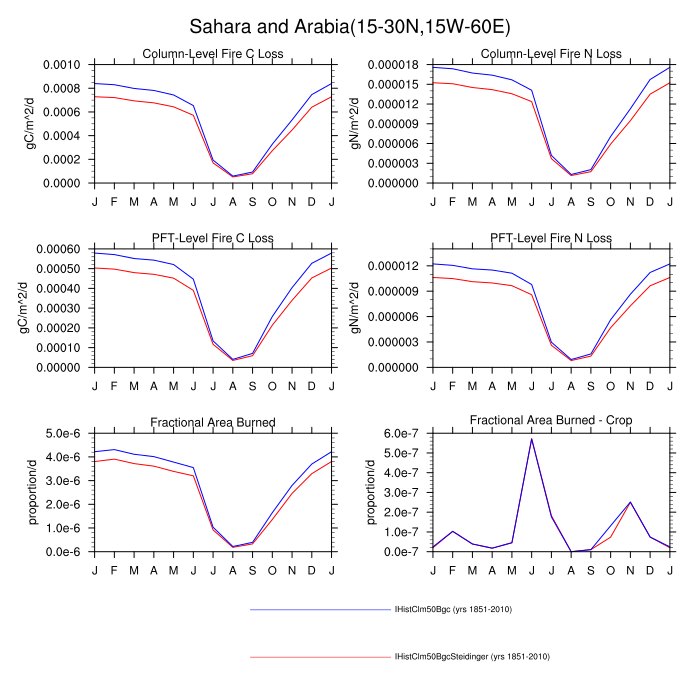 Sahara and Arabia(15-30N,15W-60E)
Column-Level Fire C Loss
gC/m^2/d
0.0010
0.0008
0.0006
0.0004
0.0002
0.0000
J F M A M J J A S O N D J
Column-Level Fire N Loss
gN/m^2/d
0.000018
0.000015
0.000012
0.000009
0.000006
0.000003
0.000000
J F M A M J J A S O N D J
PFT-Level Fire C Loss
gC/m^2/d
0.00060
0.00050
0.00040
0.00030
0.00020
0.00010
0.00000
J F M A M J J A S O N D J
PFT-Level Fire N Loss
gN/m^2/d
0.000012
0.000009
0.000006
0.000003
0.000000
J F M A M J J A S O N D J
Fractional Area Burned
proportion/d
5.0e-6
4.0e-6
3.0e-6
2.0e-6
1.0e-6
0.0e-6
J F M A M J J A S O N D J
Fractional Area Burned - Crop
proportion/d
6.0e-7
5.0e-7
4.0e-7
3.0e-7
2.0e-7
1.0e-7
0.0e-7
J F M A M J J A S O N D J
IHistClm50Bgc (yrs 1851-2010)
IHistClm50BgcSteidinger (yrs 1851-2010)